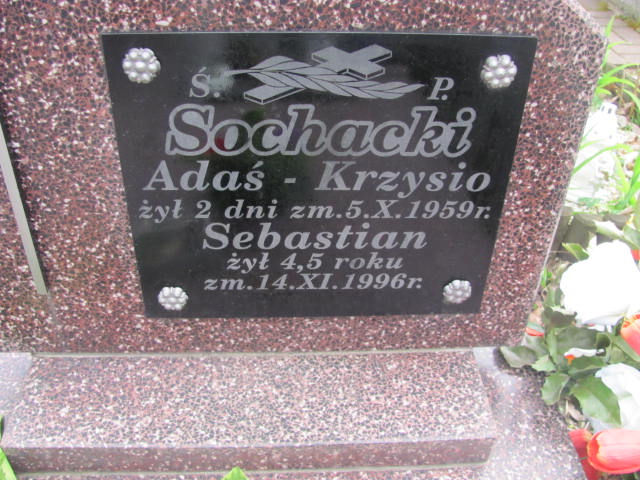 Ś. P.
Sochacki
Adaś - Krzysio
żył 2 dni zm.5.X.1959r.
Sebastian
żył 4,5 roku
zm.14.XI.1996r.